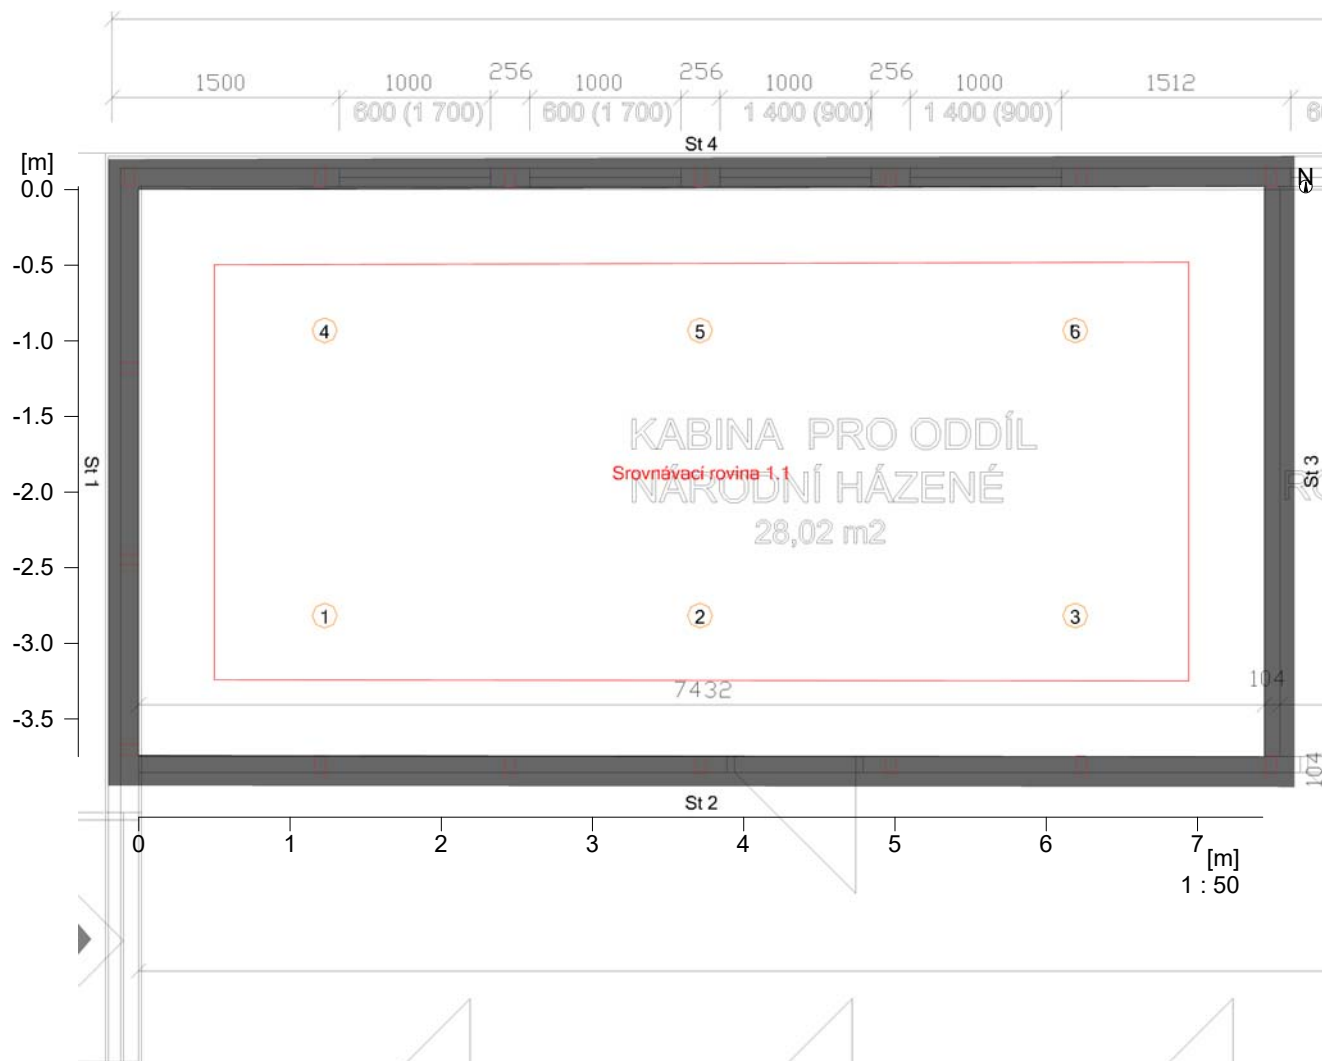 1500 1000 256 1000 256 1000 256 1000 1512
600 (1 700) 600 (1 700) 1 400 (900) 1 400 (900)
St 4
[m]
N
0.0
-0.5
-1.0
-1.5
-2.0
-2.5
-3.0
-3.5
4 5 6
KABINA PRO ODDÍL
Srovnávací rovina 1.1
NÁRODNÍ HÁZENÉ
28,02 m2
St 1
St 3
1 2 3
7432
104
104
St 2
0 1 2 3 4 5 6 7
[m]
1 : 50